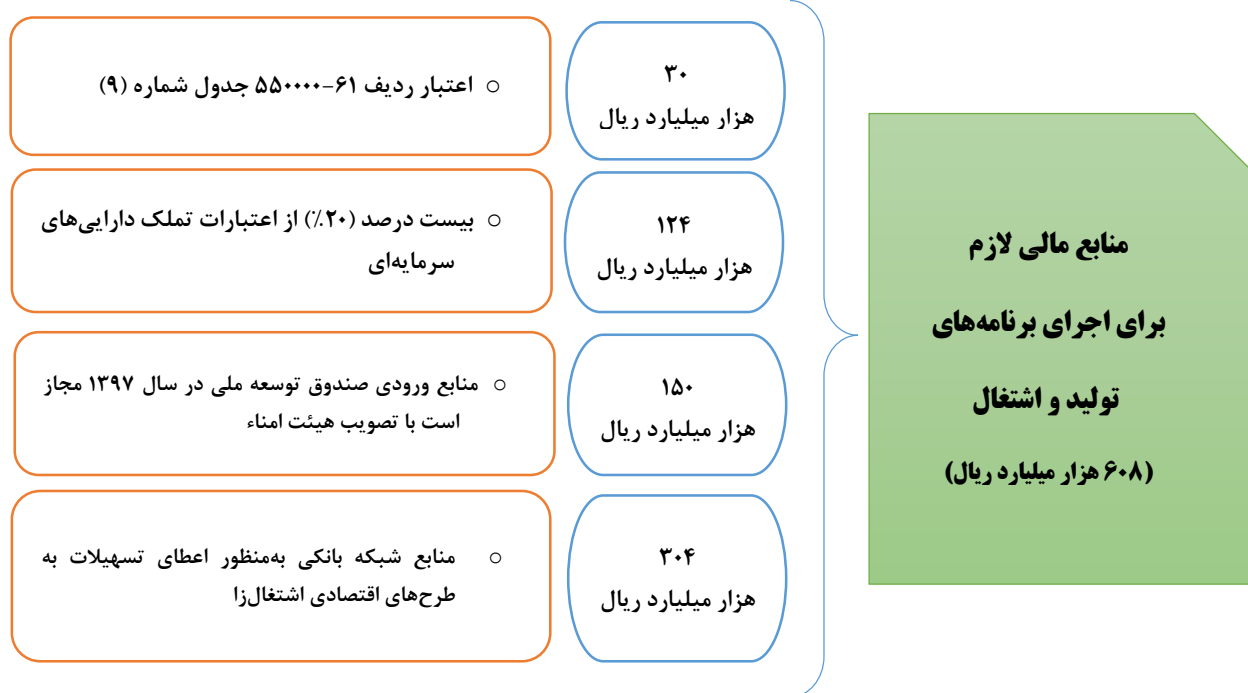 منابع مالی لازم
برای اجرای برنامه‌های
تولید و اشتغال
(۶۰۸ هزار میلیارد ریال)
۳۰
هزار میلیارد ریال
○ اعتبار ردیف ۶۱-۵۵۰۰۰۰ جدول شماره (۹)
۱۲۴
هزار میلیارد ریال
○ بیست درصد (۲۰٪) از اعتبارات تملک دارایی‌های
سرمایه‌ای
۱۵۰
هزار میلیارد ریال
○ منابع ورودی صندوق توسعه ملی در سال ۱۳۹۷ مجاز
است با تصویب هیئت امناء
۳۰۴
هزار میلیارد ریال
○ منابع شبکه بانکی به‌منظور اعطای تسهیلات به
طرح‌های اقتصادی اشتغال‌زا